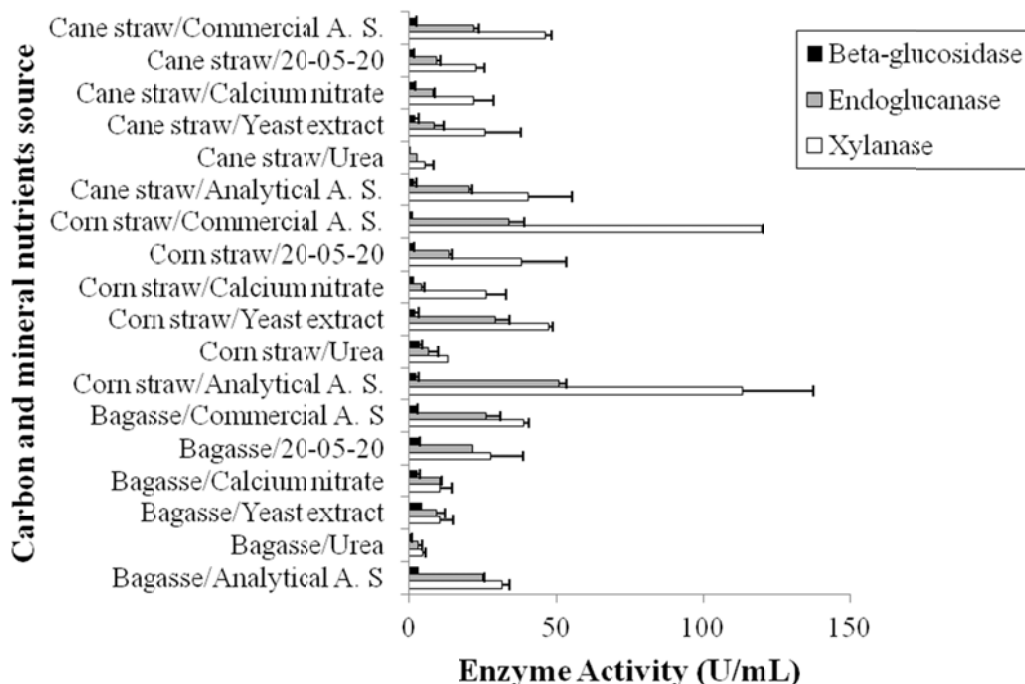 Carbon and mineral nutrients source
Cane straw/Commercial A. S.
Cane straw/20-05-20
Cane straw/Calcium nitrate
Cane straw/Yeast extract
Cane straw/Urea
Cane straw/Analytical A. S.
Corn straw/Commercial A. S.
Corn straw/20-05-20
Corn straw/Calcium nitrate
Corn straw/Yeast extract
Corn straw/Urea
Corn straw/Analytical A. S.
Bagasse/Commercial A. S
Bagasse/20-05-20
Bagasse/Calcium nitrate
Bagasse/Yeast extract
Bagasse/Urea
Bagasse/Analytical A. S
0 50 100 150
Enzyme Activity (U/mL)
Beta-glucosidase
Endoglucanase
Xylanase